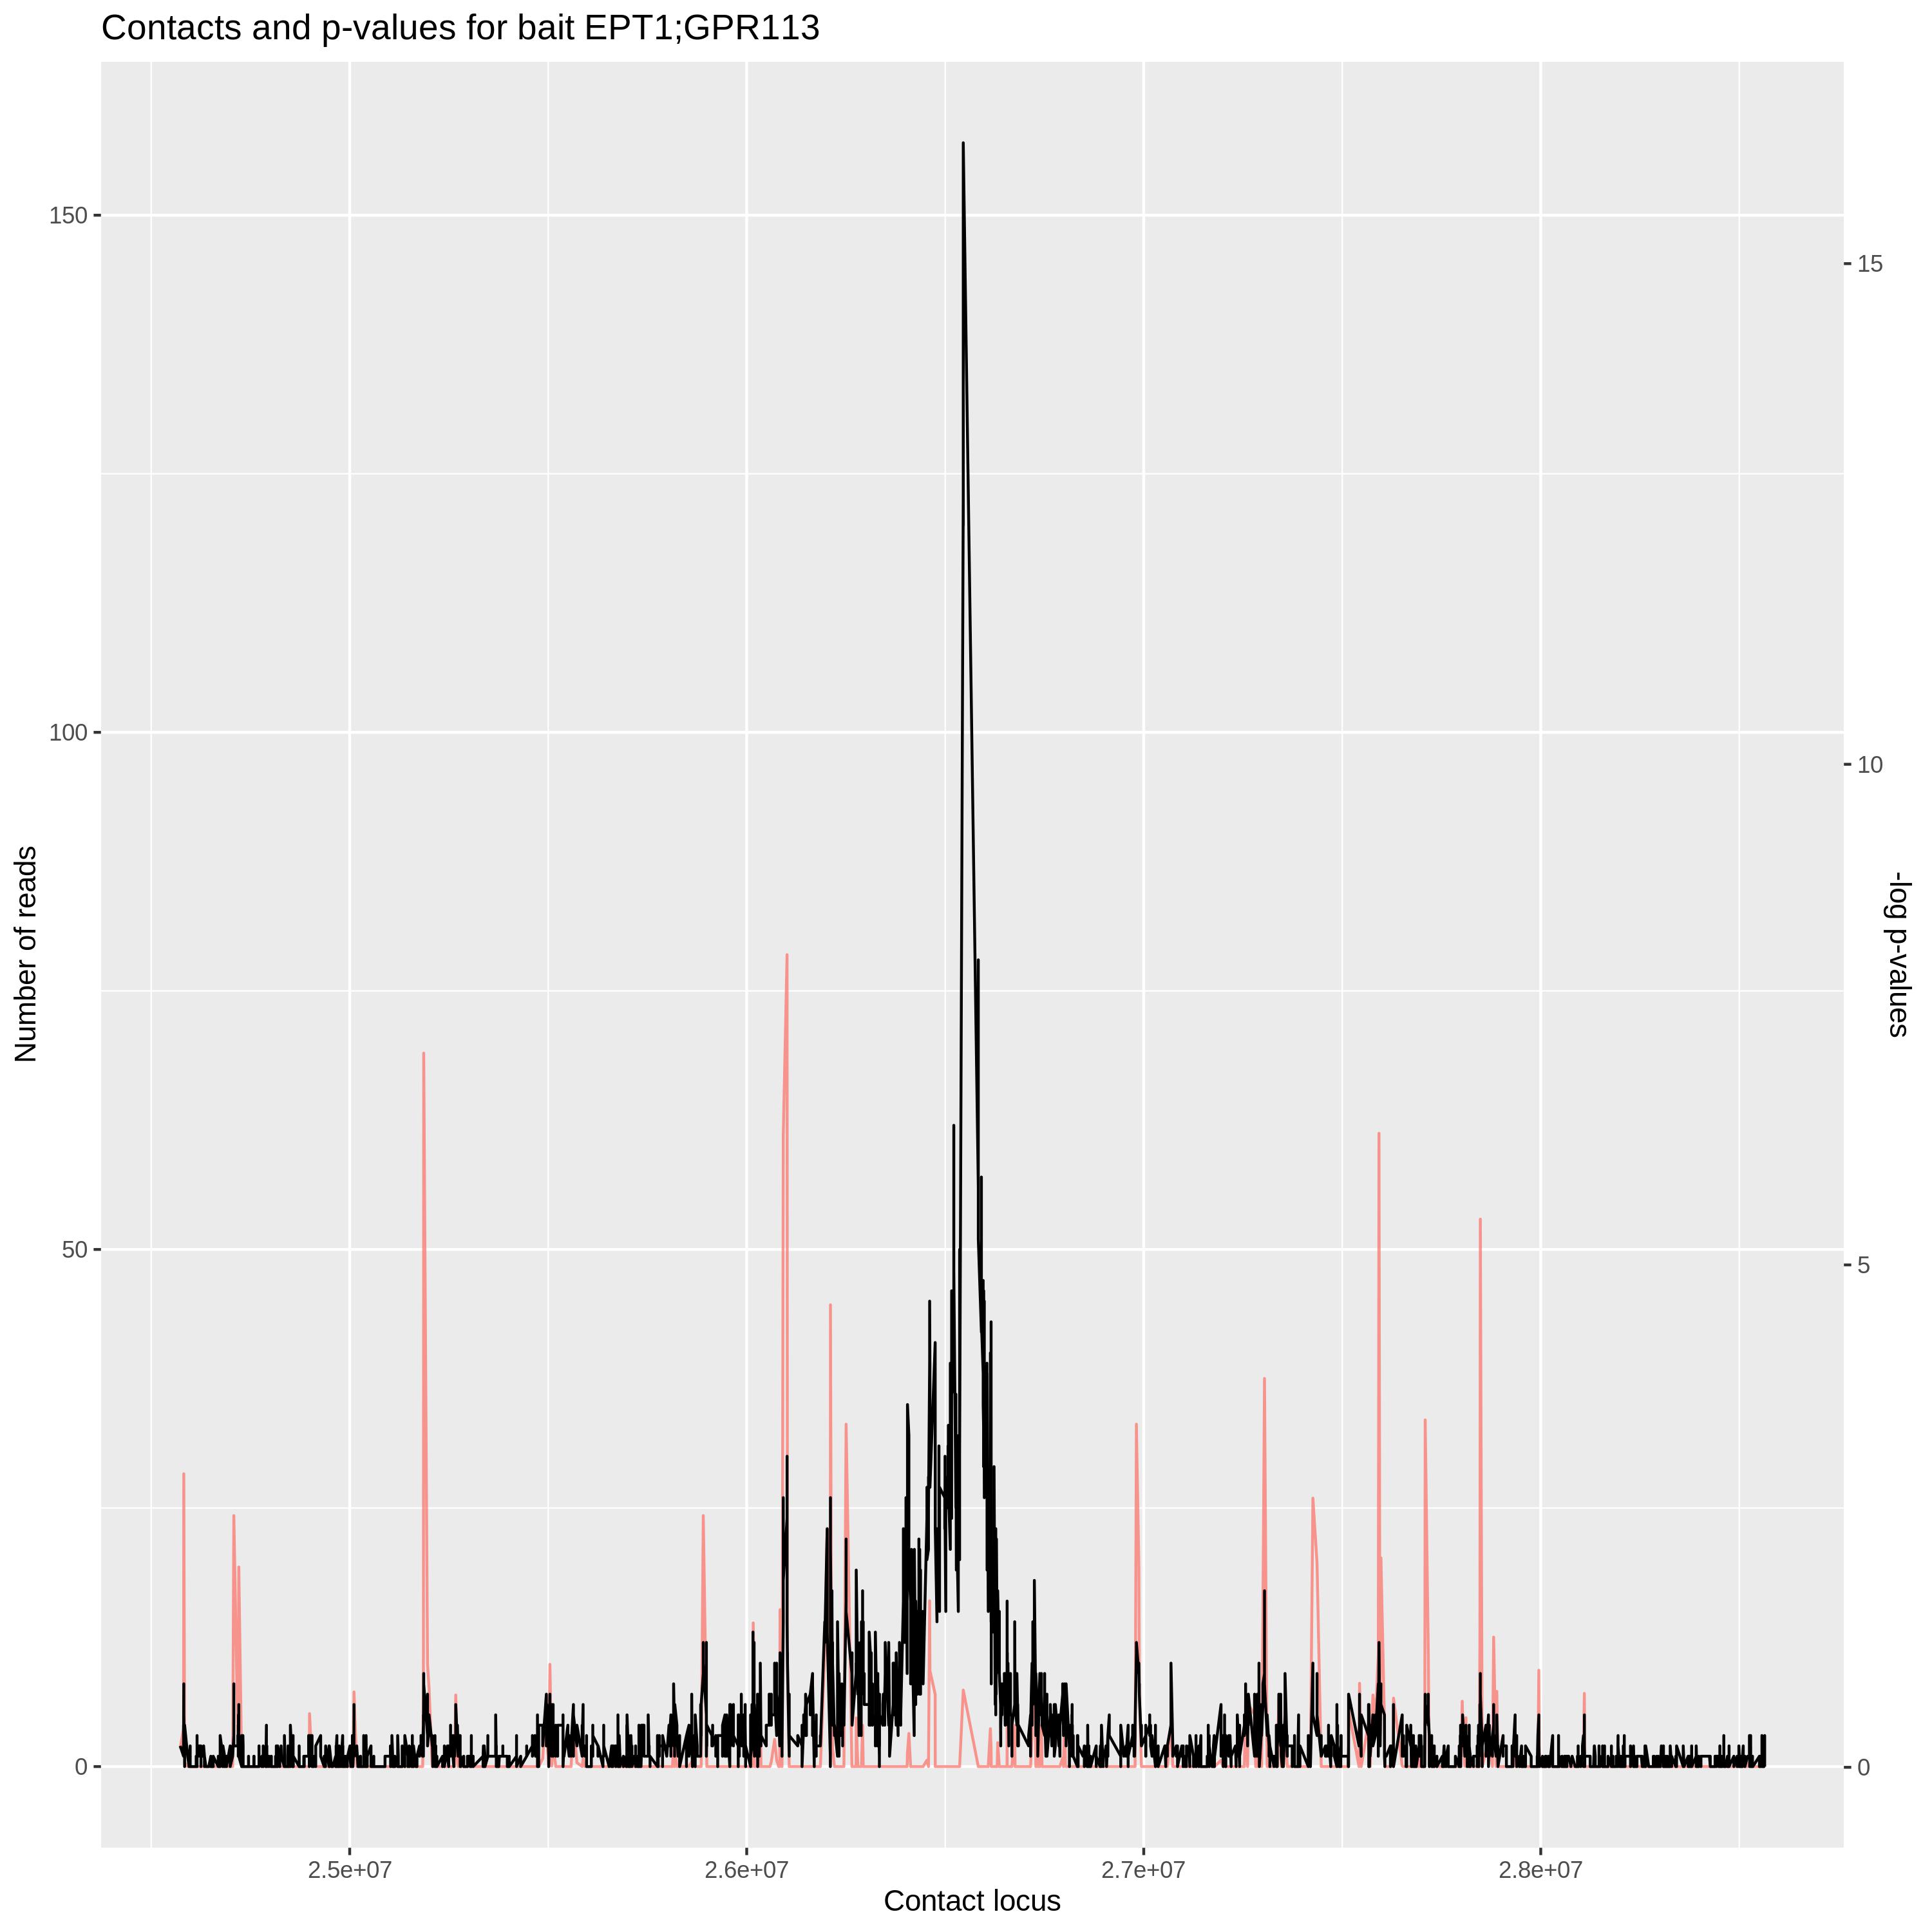 Contacts and p-values for bait EPT1;GPR113
150
100
50
0
Number of reads
15
10
5
0
-log p-values
2.5e+07
2.6e+07
2.7e+07
2.8e+07
Contact locus